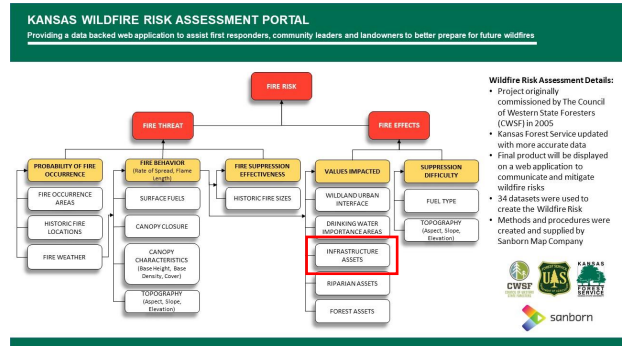 KANSAS WILDFIRE RISK ASSESSMENT PORTAL
Providing a data backed web application to assist first responders, community leaders and landowners to better prepare for future wildfires
FIRE RISK
FIRE THREAT
FIRE EFFECTS
PROBABILITY OF FIRE
OCCURRENCE
FIRE OCCURRENCE
AREAS
HISTORIC FIRE
LOCATIONS
FIRE WEATHER
FIRE BEHAVIOR
(Rate of Spread, Flame
Length)
SURFACE FUELS
CANOPY CLOSURE
CANOPY
CHARACTERISTICS
(Base Height, Base
Density, Cover)
TOPOGRAPHY
(Aspect, Slope,
Elevation)
FIRE SUPPRESSION
EFFECTIVENESS
HISTORIC FIRE SIZES
VALUES IMPACTED
WILDLAND URBAN
INTERFACE
DRINKING WATER
IMPORTANCE AREAS
INFRASTRUCTURE
ASSETS
RIPARIAN ASSETS
FOREST ASSETS
SUPPRESSION
DIFFICULTY
FUEL TYPE
TOPOGRAPHY
(Aspect, Slope,
Elevation)
Wildfire Risk Assessment Details:
• Project originally
commissioned by The Council
of Western State Foresters
(CWSF) in 2005
• Kansas Forest Service updated
with more accurate data
• Final product will be displayed
on a web application to
communicate and mitigate
wildfire risks
• 34 datasets were used to
create the Wildfire Risk
• Methods and procedures were
created and supplied by
Sanborn Map Company
CWSF
FOREST SERVICE
UAS
KANSAS
FOREST
SERVICE
sanborn